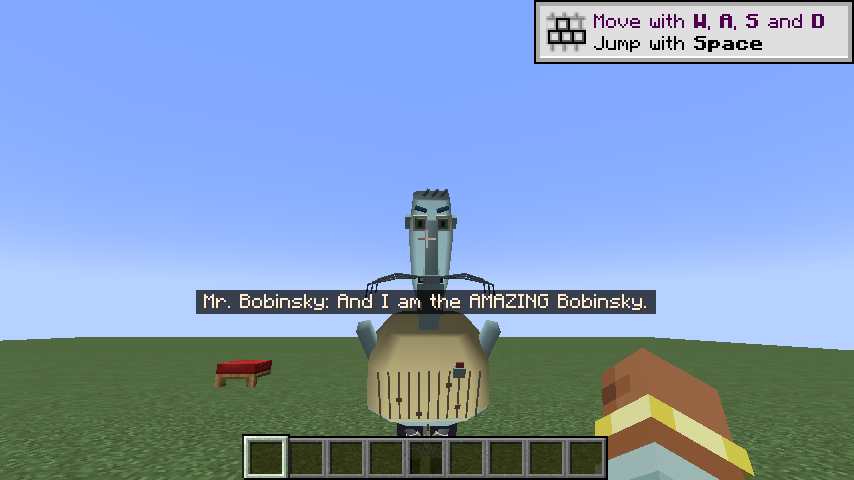 Move with W, A, S and D
Jump with Space
Mr. Bobinsky: And I am the AMAZING Bobinsky.